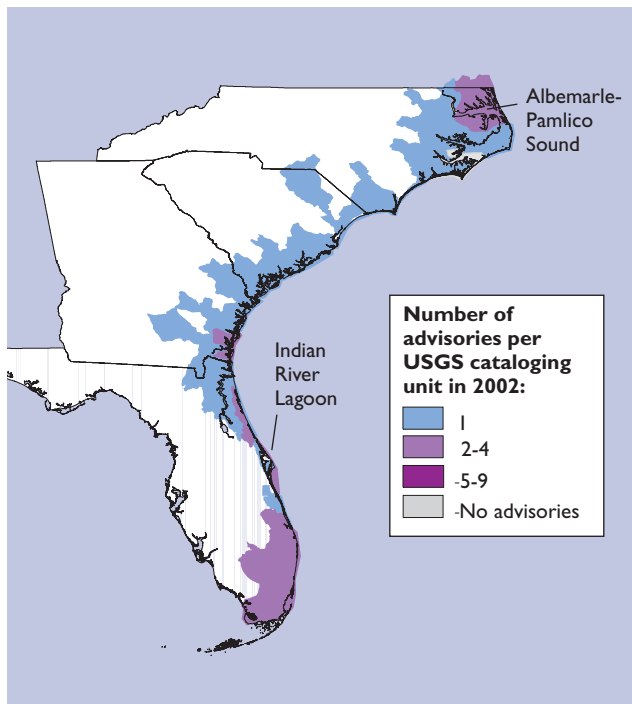 Albemarle-
Pamlico
Sound
Indian
River
Lagoon
Number of
advisories per
USGS cataloging
unit in 2002:
1
2-4
-5-9
-No advisories